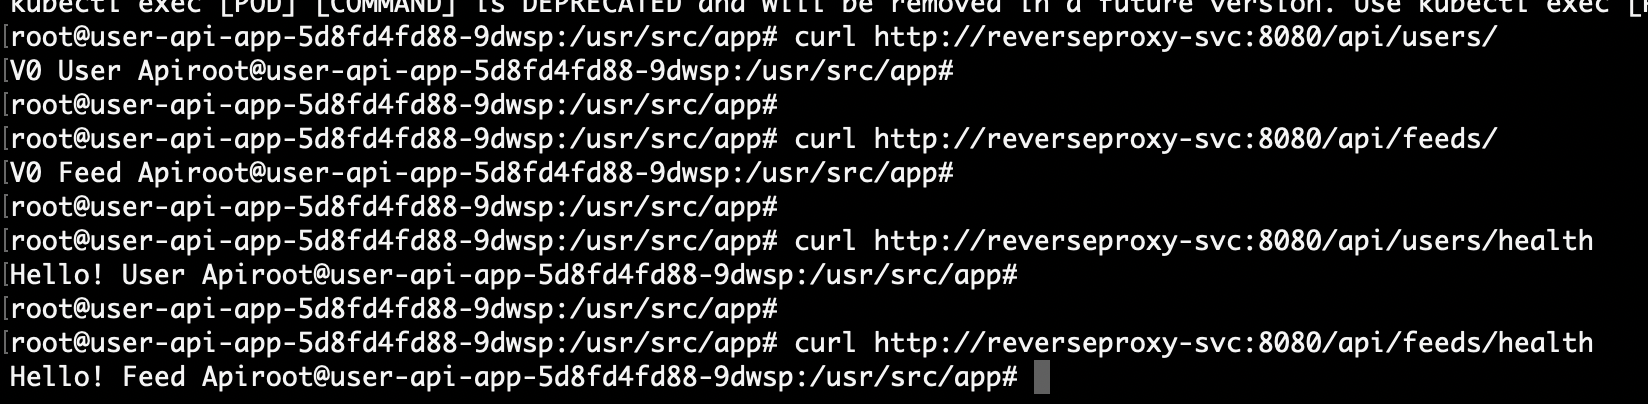 kubectl exec [POD] [COMMAND] is DEPRECATED and will be removed in a future version. Use kubectl exec [
[root@user-api-app-5d8fd4fd88-9dwsp:/usr/src/app# curl http://reverseproxy-svc:8080/api/users/
[V0 User Apiroot@user-api-app-5d8fd4fd88-9dwsp:/usr/src/app#
[root@user-api-app-5d8fd4fd88-9dwsp:/usr/src/app#
[root@user-api-app-5d8fd4fd88-9dwsp:/usr/src/app# curl http://reverseproxy-svc:8080/api/feeds/
[V0 Feed Apiroot@user-api-app-5d8fd4fd88-9dwsp:/usr/src/app#
[root@user-api-app-5d8fd4fd88-9dwsp:/usr/src/app#
[root@user-api-app-5d8fd4fd88-9dwsp:/usr/src/app# curl http://reverseproxy-svc:8080/api/users/health
[Hello! User Apiroot@user-api-app-5d8fd4fd88-9dwsp:/usr/src/app#
[root@user-api-app-5d8fd4fd88-9dwsp:/usr/src/app#
[root@user-api-app-5d8fd4fd88-9dwsp:/usr/src/app# curl http://reverseproxy-svc:8080/api/feeds/health
Hello! Feed Apiroot@user-api-app-5d8fd4fd88-9dwsp:/usr/src/app#